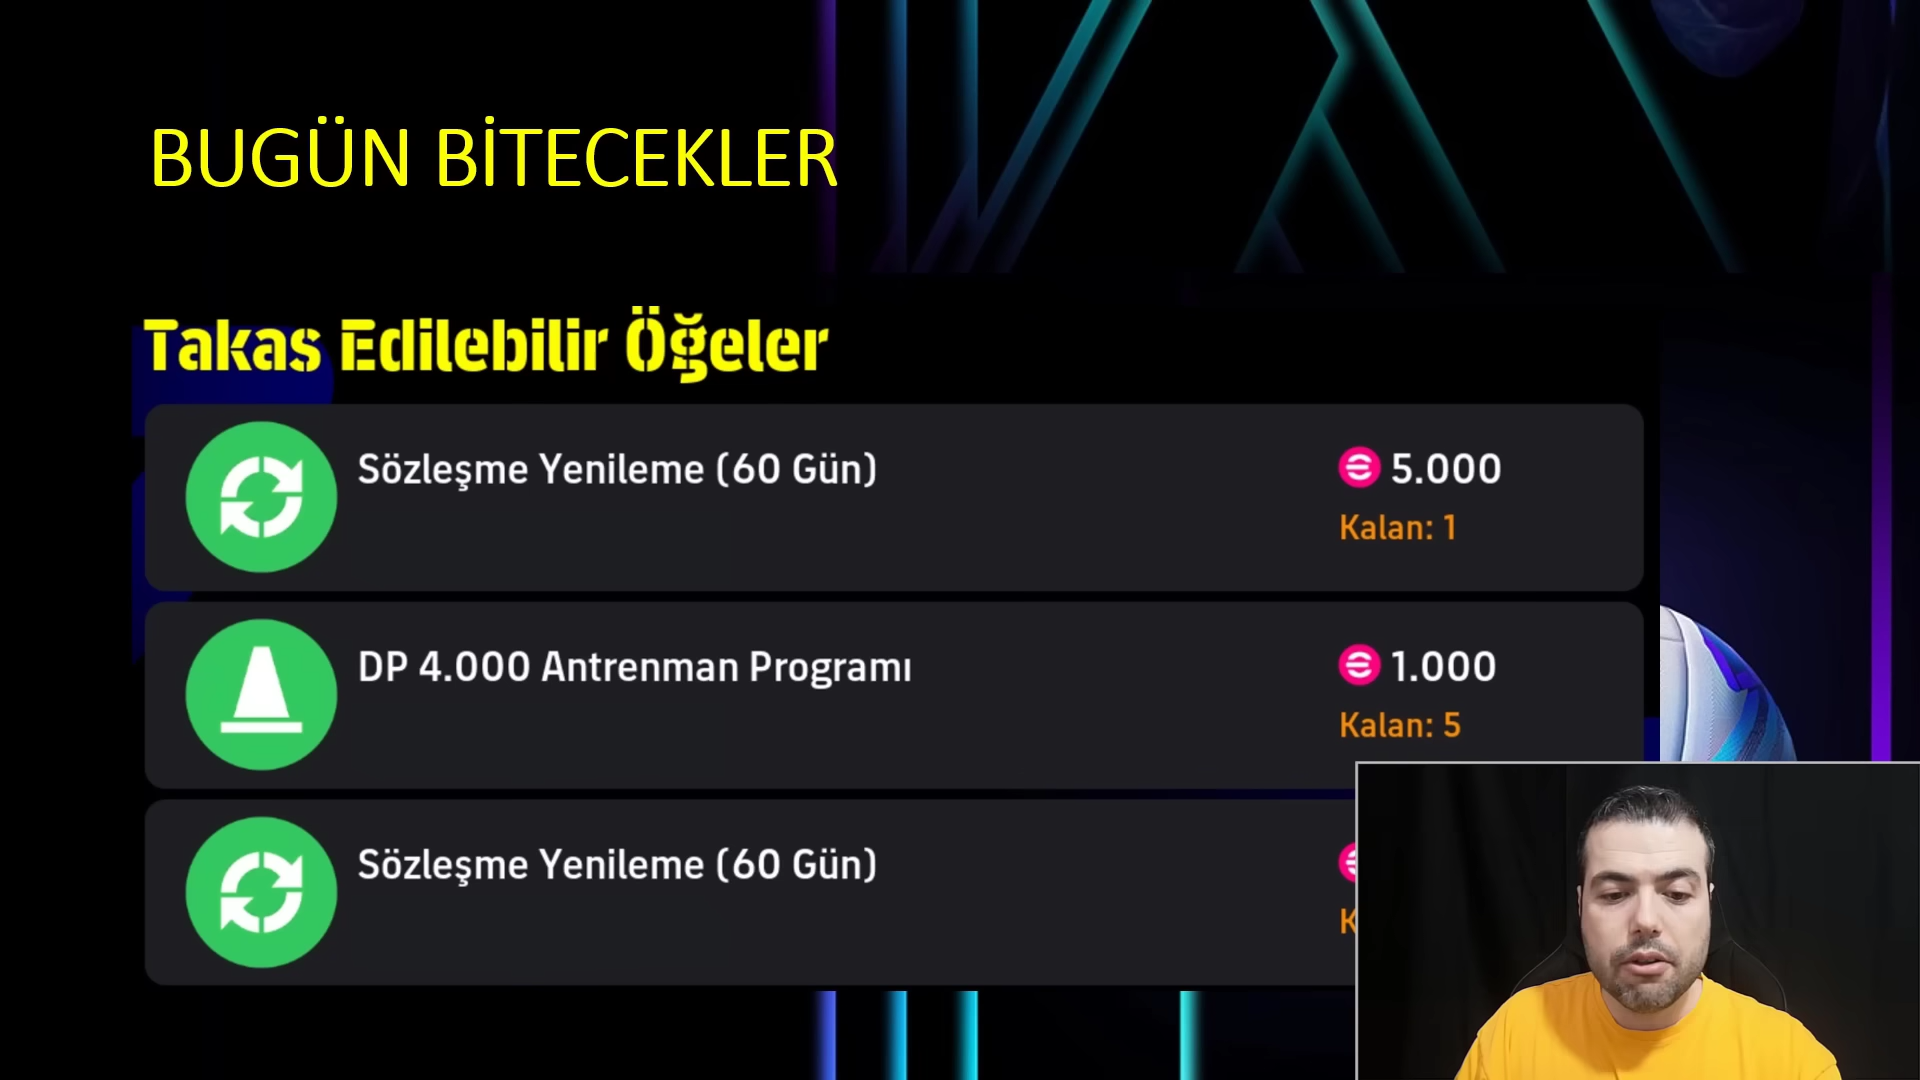 BUGÜN BİTECEKLER
Takas Edilebilir Öğeler
Sözleşme Yenileme (60 Gün)
5.000
Kalan: 1
DP 4.000 Antrenman Programı
1.000
Kalan: 5
Sözleşme Yenileme (60 Gün)